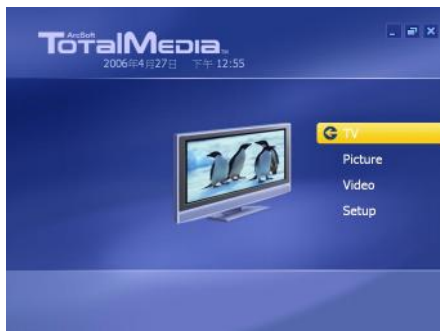 ArcSoft
TOTALMEDIA™
2006年4月27日 下午 12:55
TV
Picture
Video
Setup